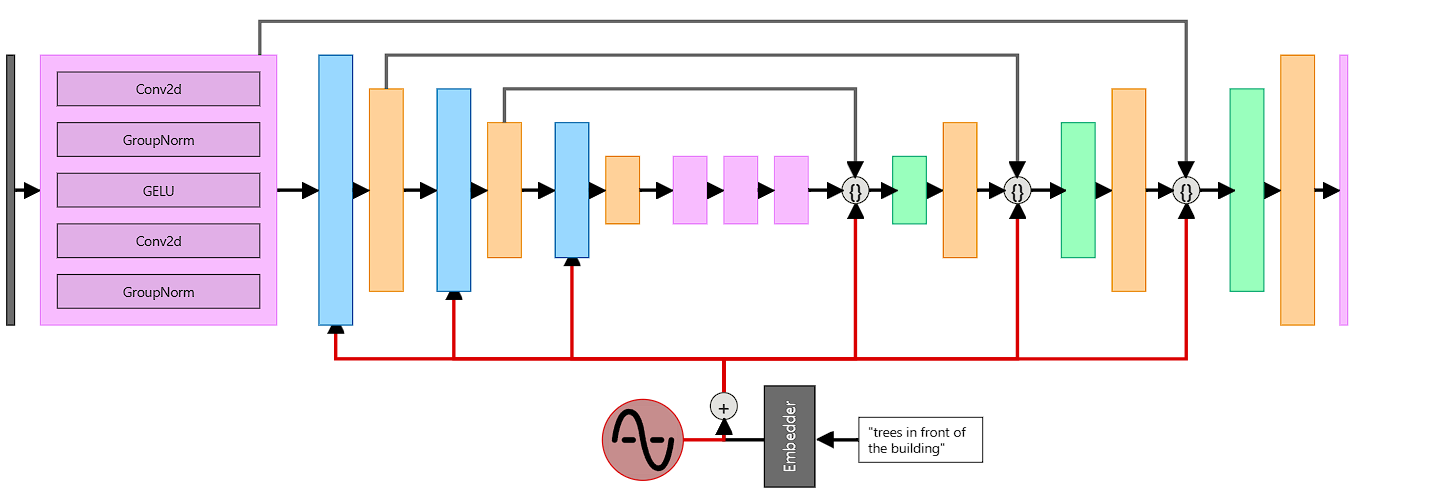 Conv2d
GroupNorm
GELU
Conv2d
GroupNorm
{}
{}
{}
+
Embedder
"trees in front of
the building"